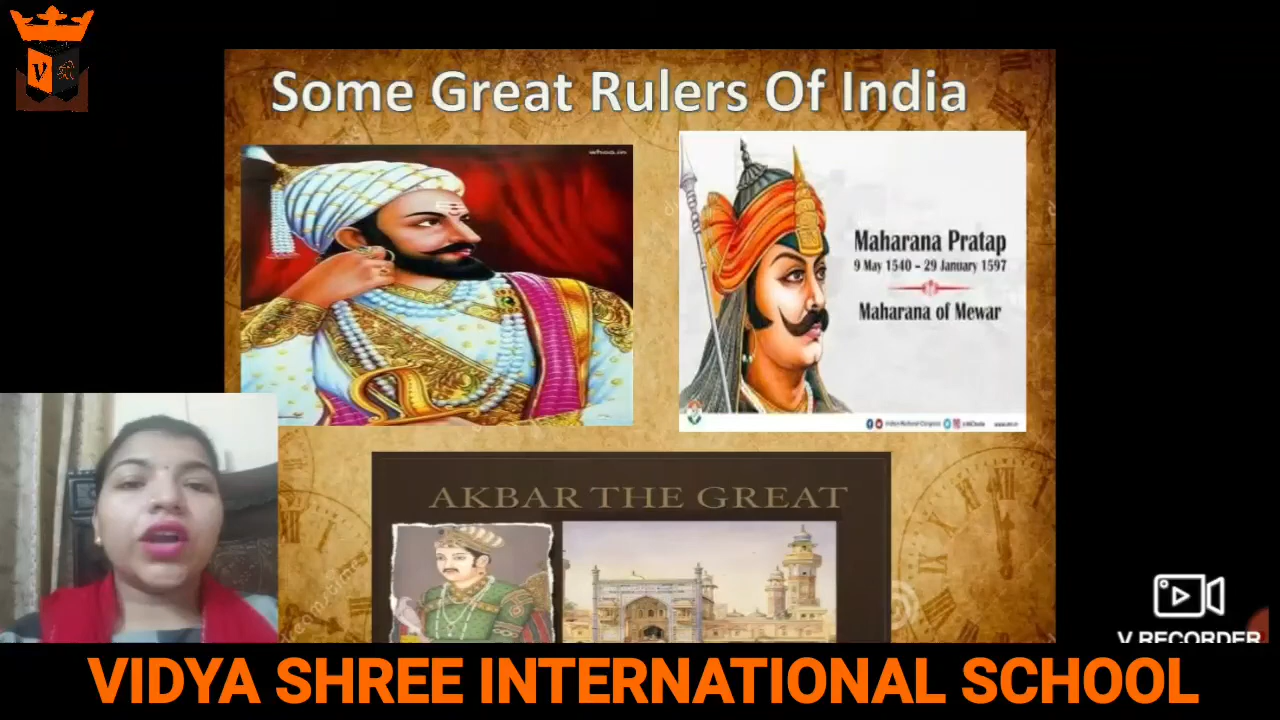 Some Great Rulers Of India
Maharana Pratap
9 May 1540 - 29 January 1597
Maharana of Mewar
AKBAR THE GREAT
V RECORDER
VIDYA SHREE INTERNATIONAL SCHOOL